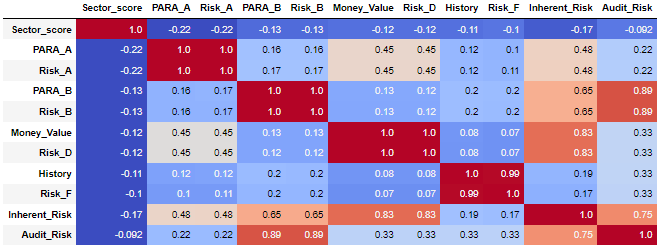 Sector_score PARA_A Risk_A PARA_B Risk_B Money_Value Risk_D History Risk_F Inherent_Risk Audit_Risk
Sector_score 1.0 -0.22 -0.22 -0.13 -0.13 -0.12 -0.12 -0.11 -0.1 -0.17 -0.092
PARA_A -0.22 1.0 1.0 0.16 0.16 0.45 0.45 0.12 0.1 0.48 0.22
Risk_A -0.22 1.0 1.0 0.17 0.17 0.45 0.45 0.12 0.11 0.48 0.22
PARA_B -0.13 0.16 0.17 1.0 1.0 0.13 0.12 0.2 0.2 0.65 0.89
Risk_B -0.13 0.16 0.17 1.0 1.0 0.13 0.12 0.2 0.2 0.65 0.89
Money_Value -0.12 0.45 0.45 0.13 0.13 1.0 1.0 0.08 0.07 0.83 0.33
Risk_D -0.12 0.45 0.45 0.12 0.12 1.0 1.0 0.08 0.07 0.83 0.33
History -0.11 0.12 0.12 0.2 0.2 0.08 0.08 1.0 0.99 0.19 0.33
Risk_F -0.1 0.1 0.11 0.2 0.2 0.07 0.07 0.99 1.0 0.17 0.33
Inherent_Risk -0.17 0.48 0.48 0.65 0.65 0.83 0.83 0.19 0.17 1.0 0.75
Audit_Risk -0.092 0.22 0.22 0.89 0.89 0.33 0.33 0.33 0.33 0.75 1.0